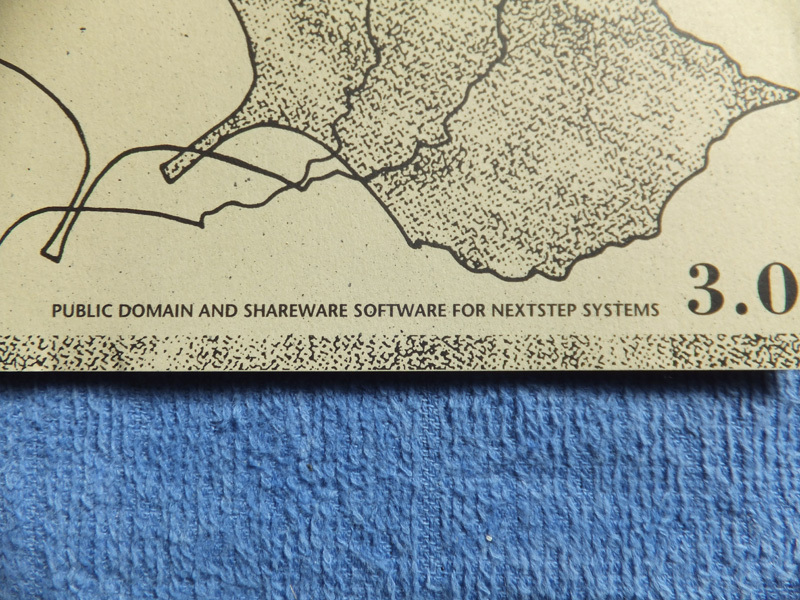 PUBLIC DOMAIN AND SHAREWARE SOFTWARE FOR NEXTSTEP SYSTEMS
3.0